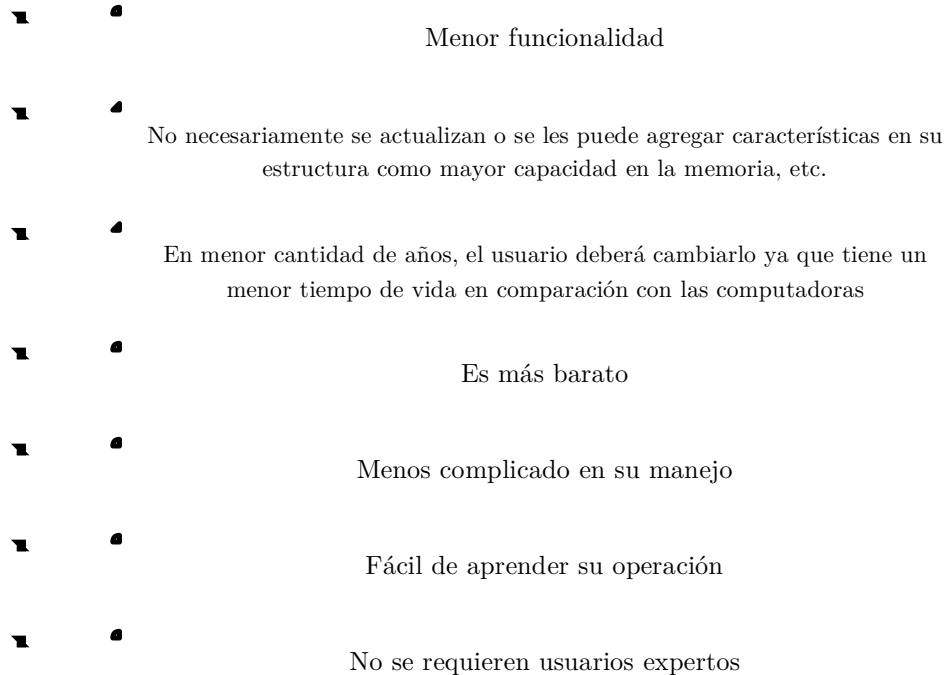 Menor funcionalidad
No necesariamente se actualizan o se les puede agregar características en su
estructura como mayor capacidad en la memoria, etc.
En menor cantidad de años, el usuario deberá cambiarlo ya que tiene un
menor tiempo de vida en comparación con las computadoras
Es más barato
Menos complicado en su manejo
Fácil de aprender su operación
No se requieren usuarios expertos